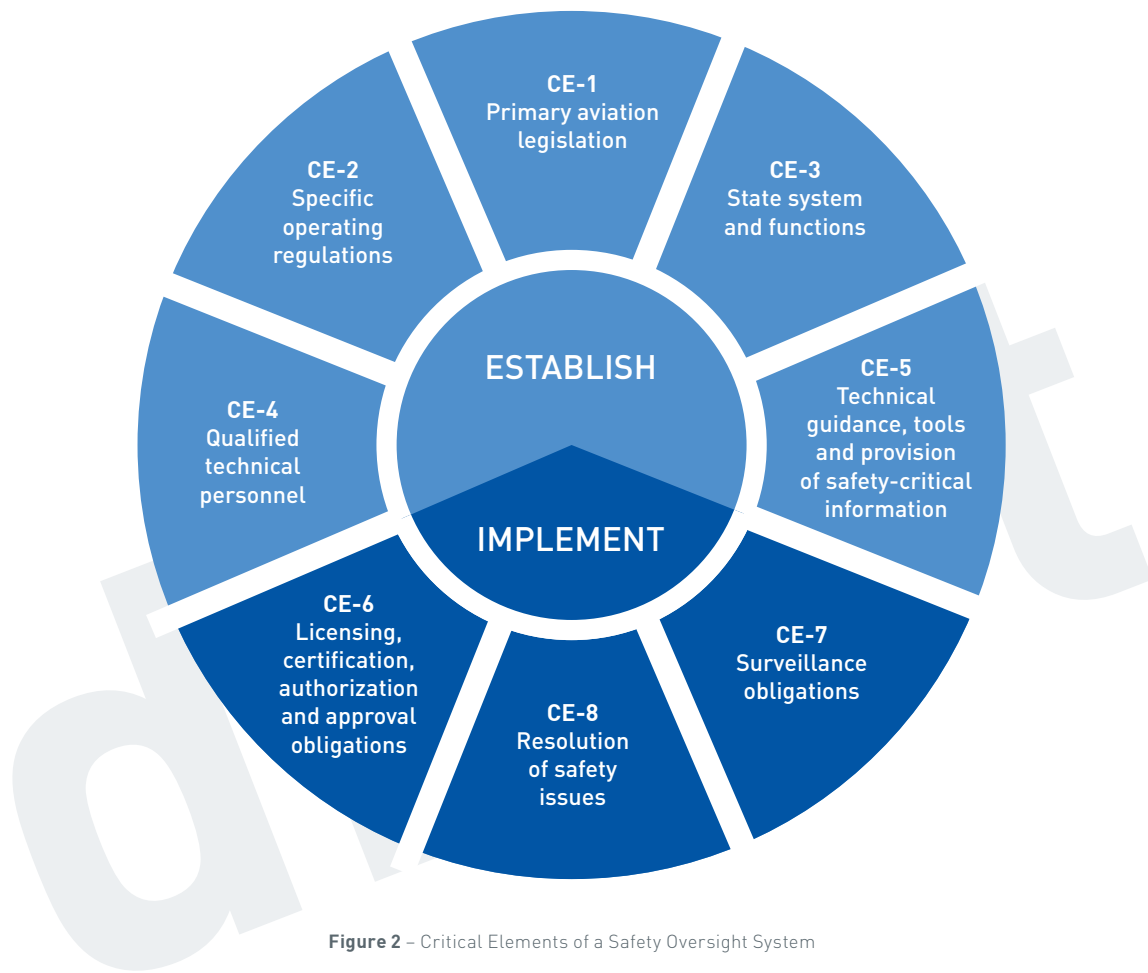 CE-1
Primary aviation
legislation
CE-2
Specific
operating
regulations
CE-3
State system
and functions
ESTABLISH
CE-4
Qualified
technical
personnel
CE-5
Technical
guidance, tools
and provision
of safety-critical
information
IMPLEMENT
CE-6
Licensing,
certification,
authorization
and approval
obligations
CE-7
Surveillance
obligations
CE-8
Resolution
of safety
issues
Figure 2 – Critical Elements of a Safety Oversight System